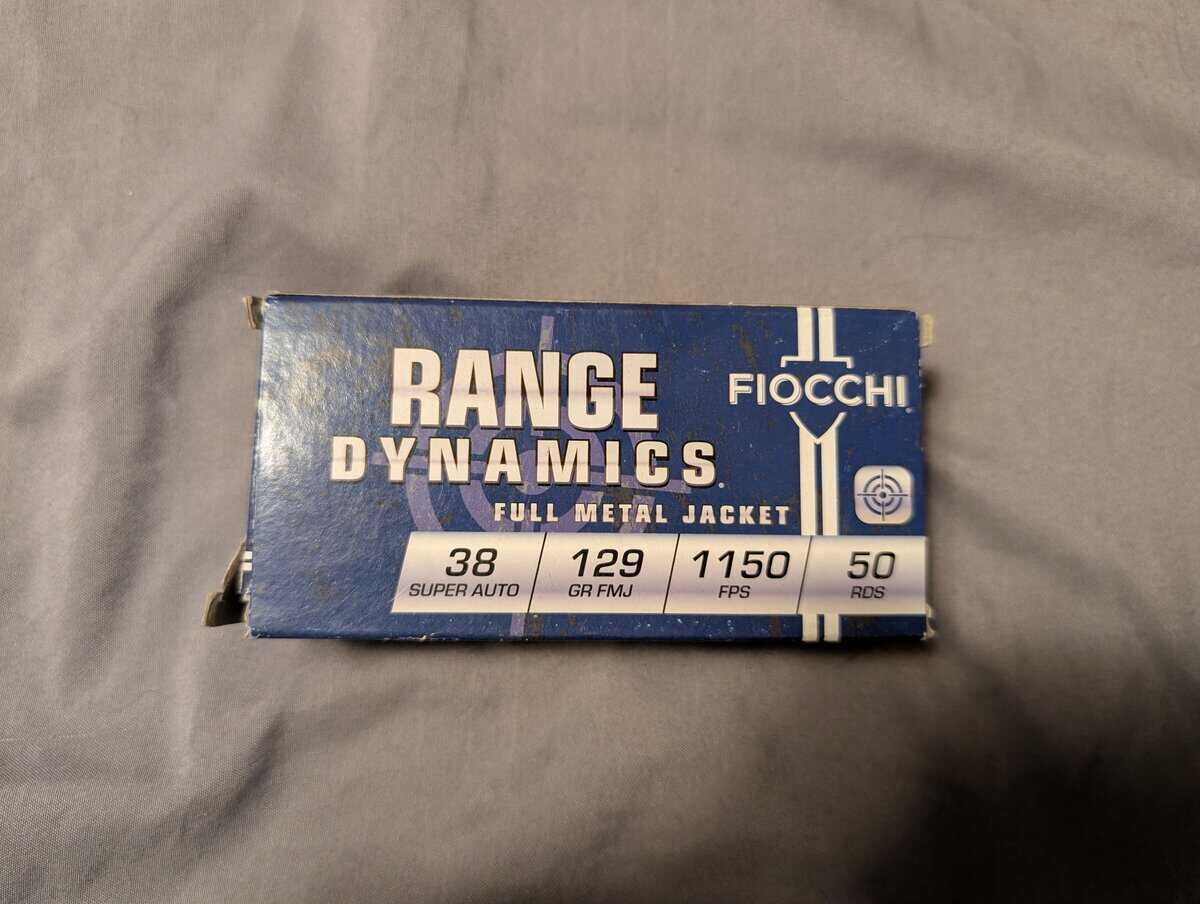 RANGE
DYNAMICS.
FULL METAL JACKET
FIOCCHI
38
SUPER AUTO
129
GR FMJ
1150
FPS
50
RDS
F